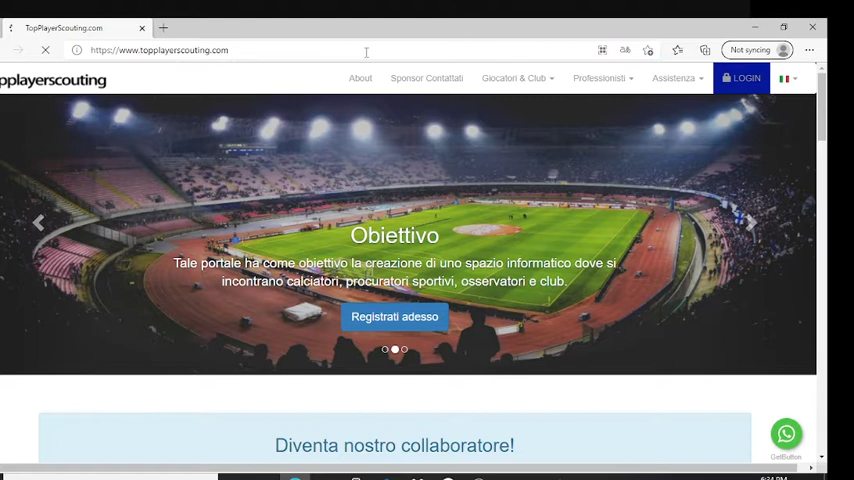 TopPlayerScouting.com
https://www.topplayerscouting.com
Not syncing
pplayerscouting
About
Sponsor Contattati
Giocatori & Club
Professionisti
Assistenza
LOGIN
Obiettivo
Tale portale ha come obiettivo la creazione di uno spazio informatico dove si
incontrano calciatori, procuratori sportivi, osservatori e club.
Registrati adesso
Diventa nostro collaboratore!
GetButton